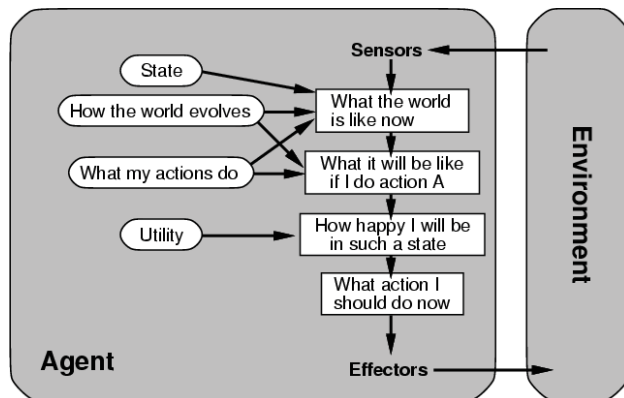 Sensors
State
What the world
is like now
How the world evolves
What it will be like
if I do action A
What my actions do
How happy I will be
in such a state
Utility
What action I
should do now
Agent
Effectors
Environment